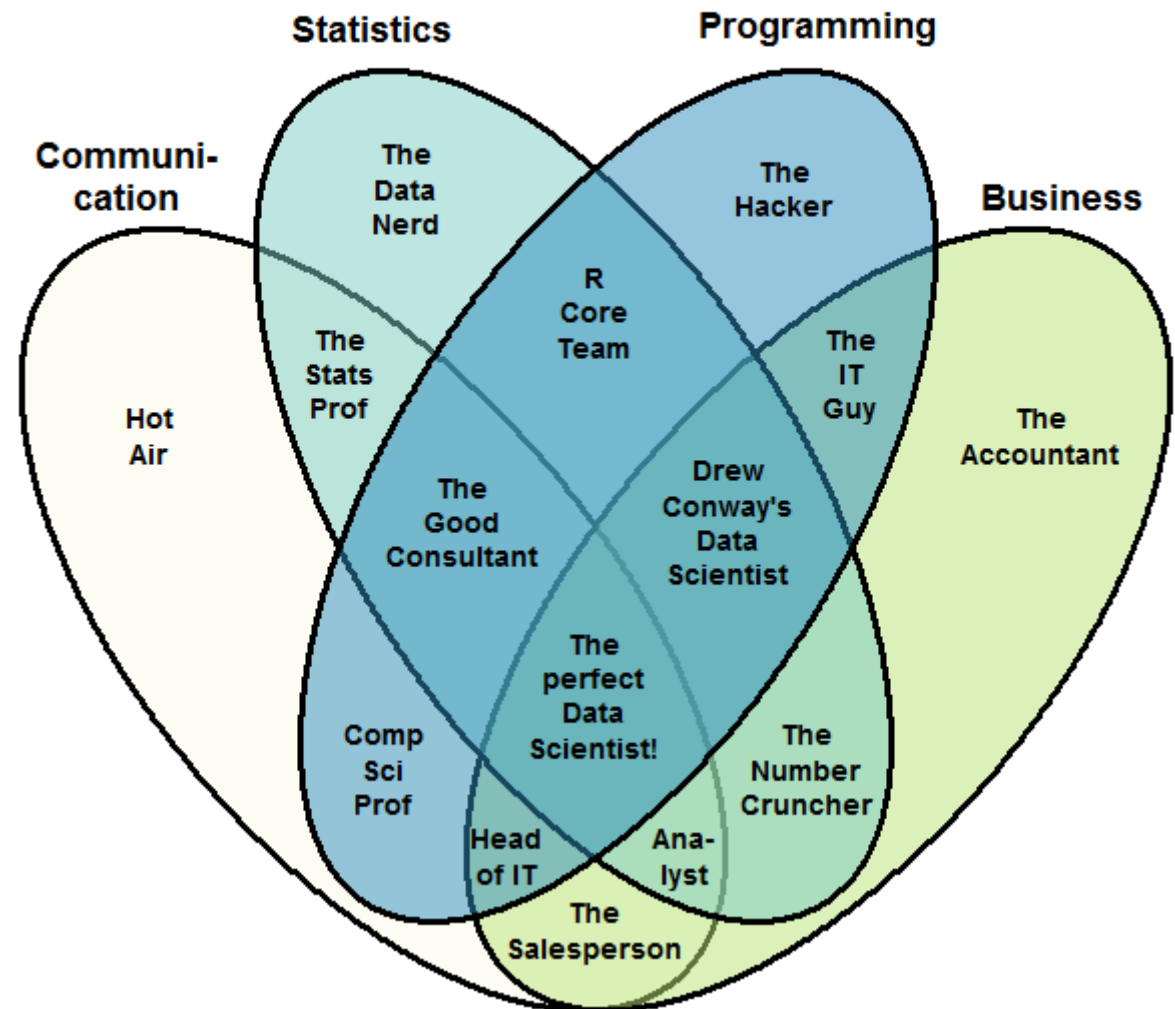 Statistics
Programming
Communi-
cation
Business
The
Data
Nerd
The
Hacker
R
Core
Team
The
Stats
Prof
The
IT
Guy
Hot
Air
The
Accountant
The
Good
Consultant
Drew
Conway's
Data
Scientist
The
perfect
Data
Scientist!
Comp
Sci
Prof
The
Number
Cruncher
Head
of IT
Ana-
lyst
The
Salesperson